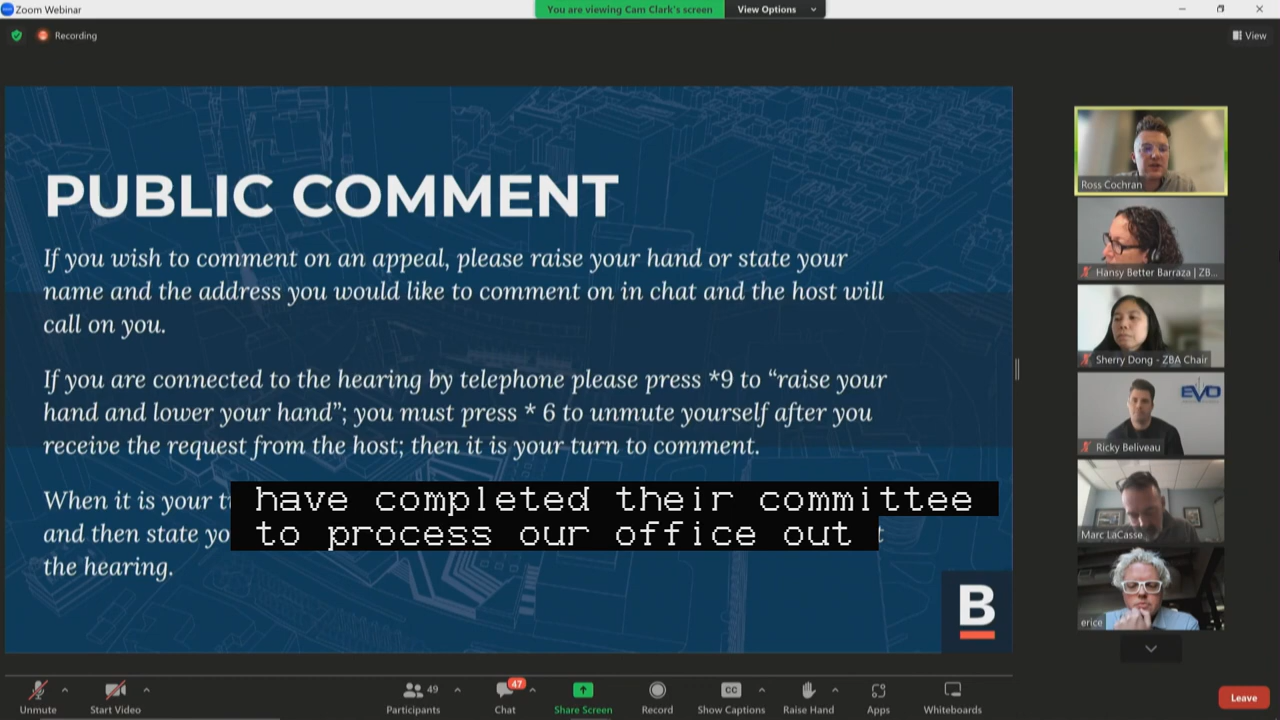 Zoom Webinar
You are viewing Cam Clark's screen
View Options
Recording
View
PUBLIC COMMENT
If you wish to comment on an appeal, please raise your hand or state your
name and the address you would like to comment on in chat and the host will
call on you.
If you are connected to the hearing by telephone please press *9 to “raise your
hand and lower your hand”; you must press * 6 to unmute yourself after you
receive the request from the host; then it is your turn to comment.
When it is your
and then state
the hearing.
have completed their committee
to process our office out
B
Ross Cochran
Hansy Better Barraza | ZB...
Sherry Dong - ZBA Chair
EVO
Ricky Beliveau
Marc LaCasse
erice
Unmute
Start Video
49
Participants
47
Chat
Share Screen
Record
CC
Show Captions
Raise Hand
Apps
Whiteboards
Leave